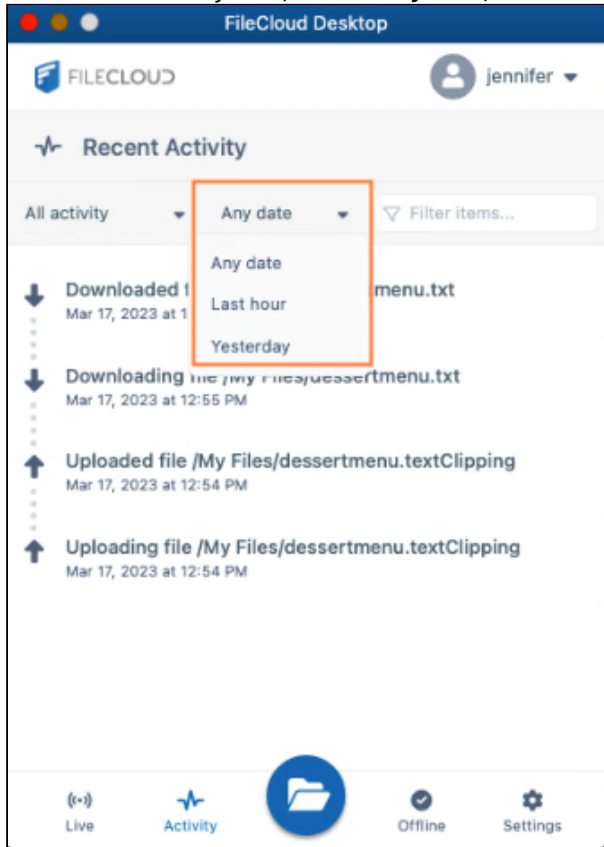 FileCloud Desktop
FILECLOUD
jennifer
Recent Activity
All activity Any date Filter items...
Any date
Last hour
Yesterday
Downloaded menu.txt
Mar 17, 2023 at 1
Downloading file /My Files/dessertmenu.txt
Mar 17, 2023 at 12:55 PM
Uploaded file /My Files/dessertmenu.textClipping
Mar 17, 2023 at 12:54 PM
Uploading file /My Files/dessertmenu.textClipping
Mar 17, 2023 at 12:54 PM
Live Activity Offline Settings